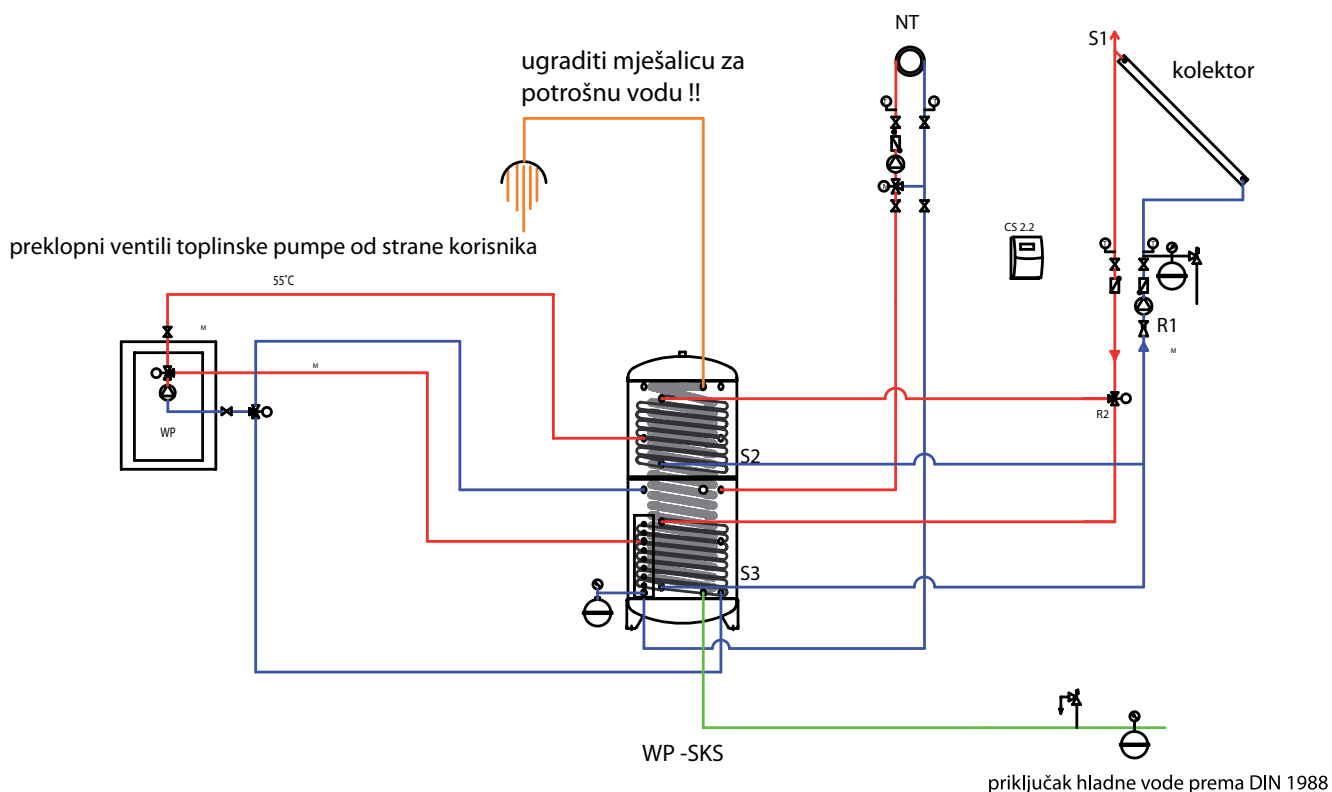 NT
S1
kolektor
ugraditi mješalicu za
potrošnu vodu !!
T
T
preklopni ventili toplinske pumpe od strane korisnika
CS 2.2
T
T
55°C
M
M
R1
M
M
WP
R2
S2
S3
WP -SKS
priključak hladne vode prema DIN 1988